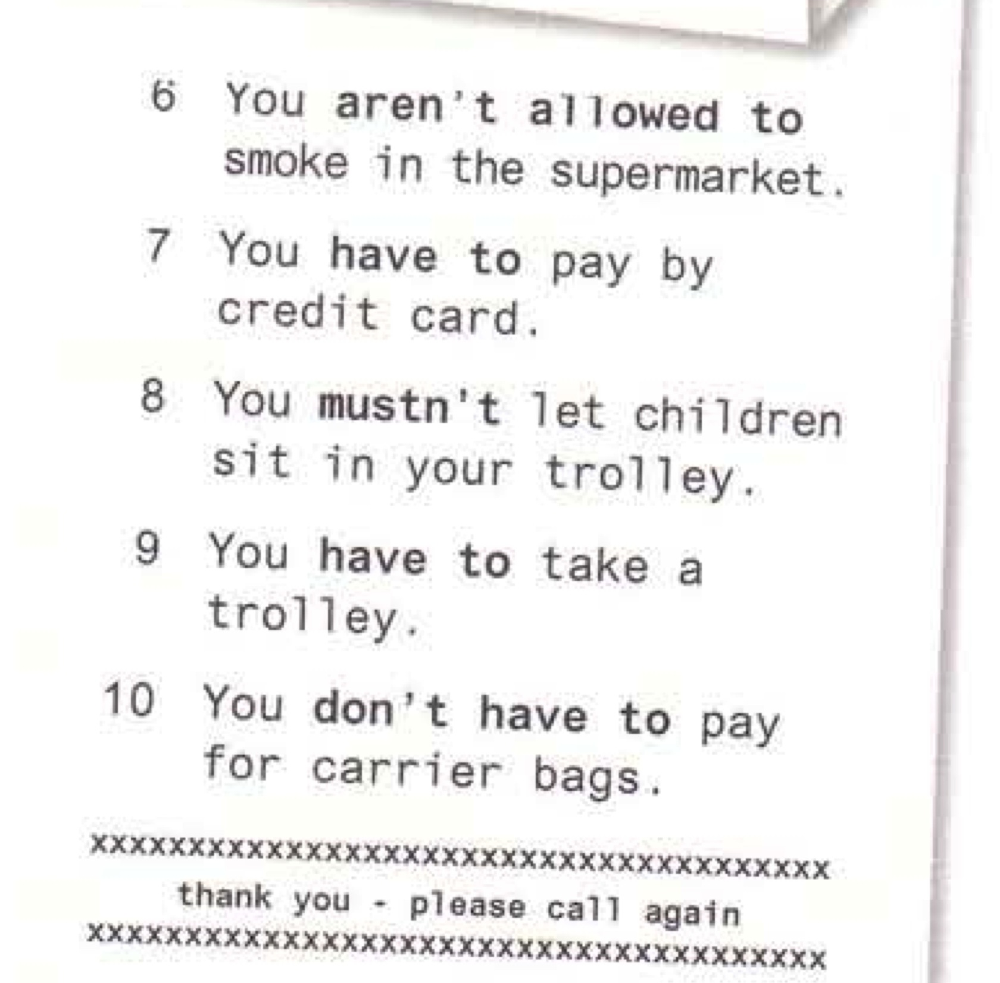 6 You aren't allowed to
smoke in the supermarket.
7 You have to pay by
credit card.
8 You mustn't let children
sit in your trolley.
9 You have to take a
trolley.
10 You don't have to pay
for carrier bags.
xxxxxxxxxxxxxxxxxxxxxxxxxxxxxxxxxxxxxx
thank you - please call again
xxxxxxxxxxxxxxxxxxxxxxxxxxxxxxxxxxxxxx